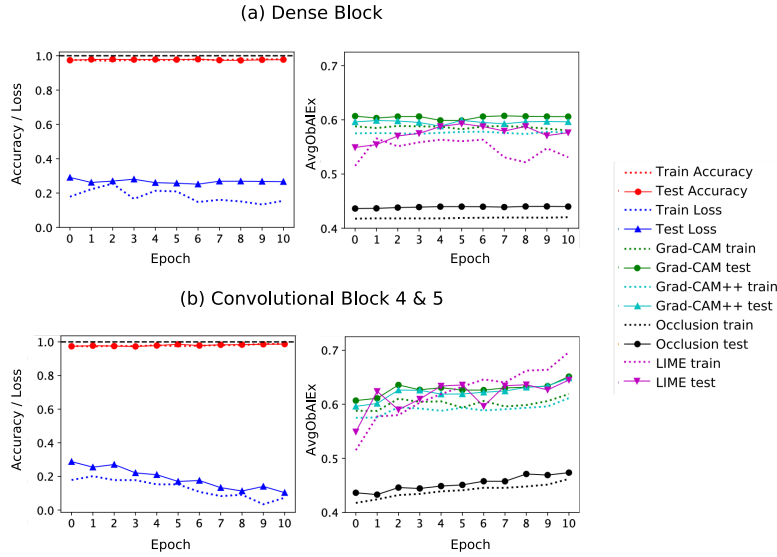 (a) Dense Block
Accuracy / Loss
1.0
0.8
0.6
0.4
0.2
0.0
0 1 2 3 4 5 6 7 8 9 10
Epoch
AvgObAlEx
0.7
0.6
0.5
0.4
0 1 2 3 4 5 6 7 8 9 10
Epoch
(b) Convolutional Block 4 & 5
Accuracy / Loss
1.0
0.8
0.6
0.4
0.2
0.0
0 1 2 3 4 5 6 7 8 9 10
Epoch
AvgObAlEx
0.7
0.6
0.5
0.4
0 1 2 3 4 5 6 7 8 9 10
Epoch
Train Accuracy
Test Accuracy
Train Loss
Test Loss
Grad-CAM train
Grad-CAM test
Grad-CAM++ train
Grad-CAM++ test
Occlusion train
Occlusion test
LIME train
LIME test